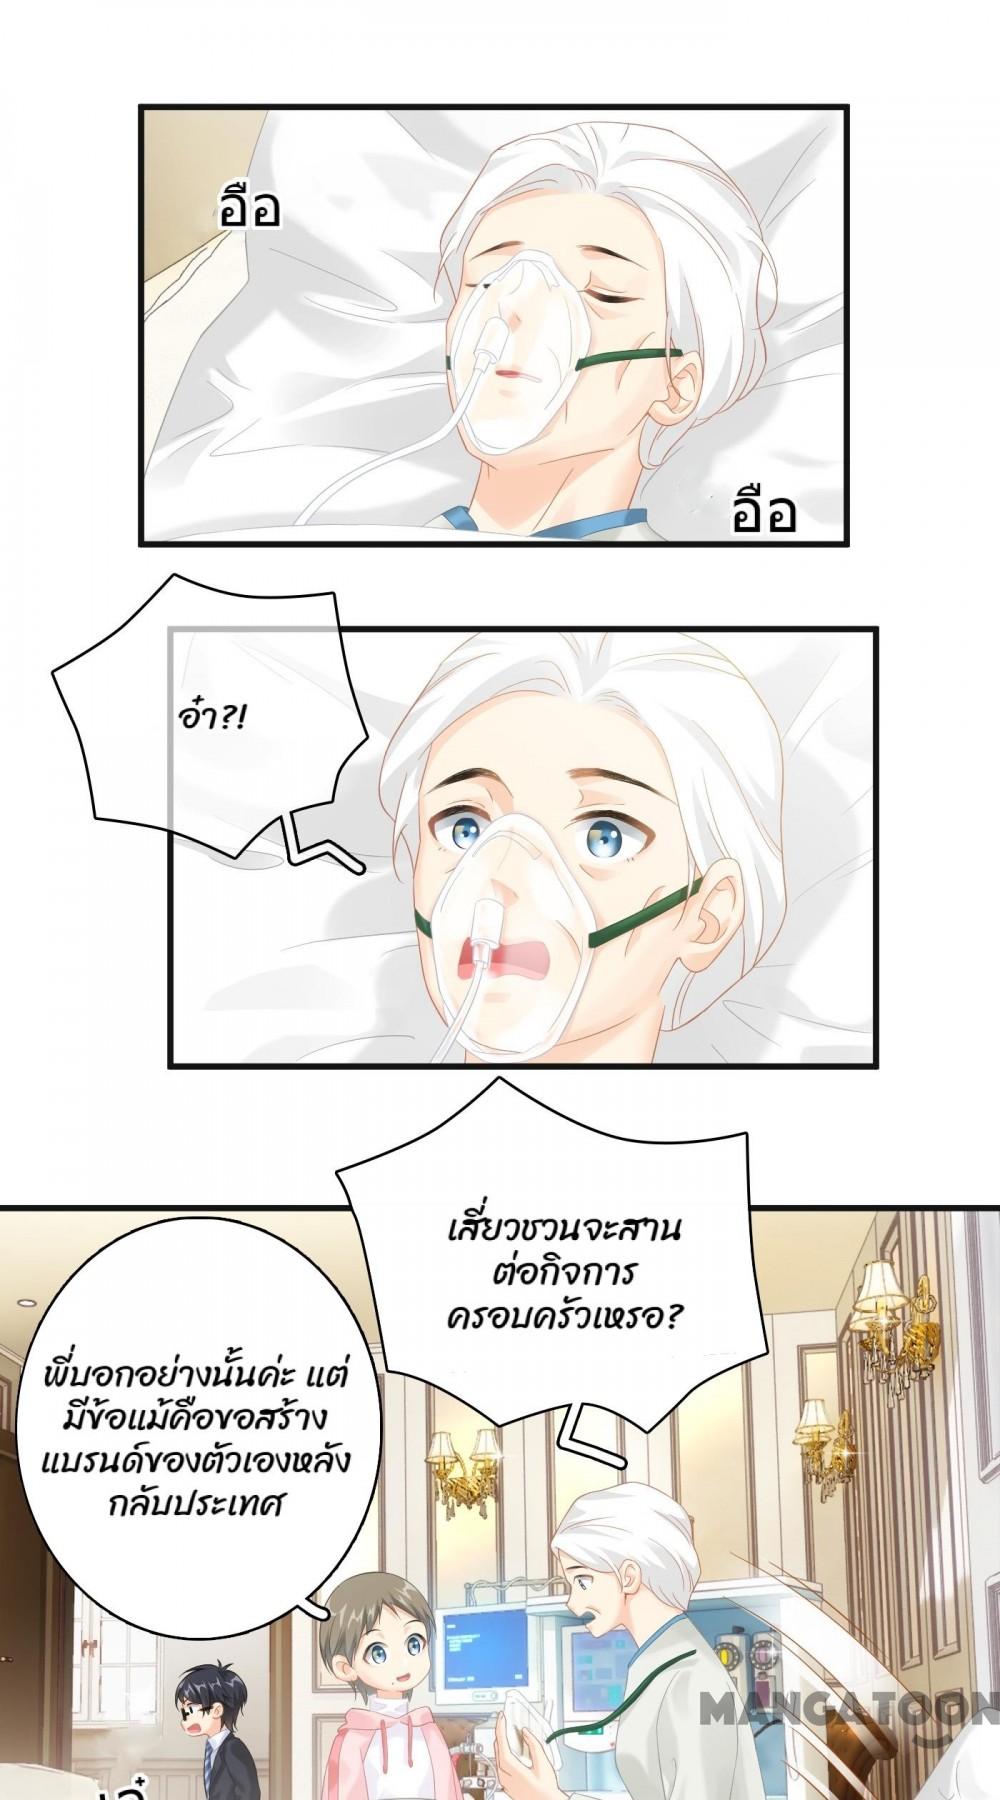 อือ
อือ
อำ?!
เสี่ยวชวนจะสาน
ต่อกิจการ
ครอบครัวเหรอ?
พี่บอกอย่างนั้นค่ะ แต่
มีข้อแม้คือขอสร้าง
แบรนด์ของตัวเองหลัง
กลับประเทศ
MANGATOON